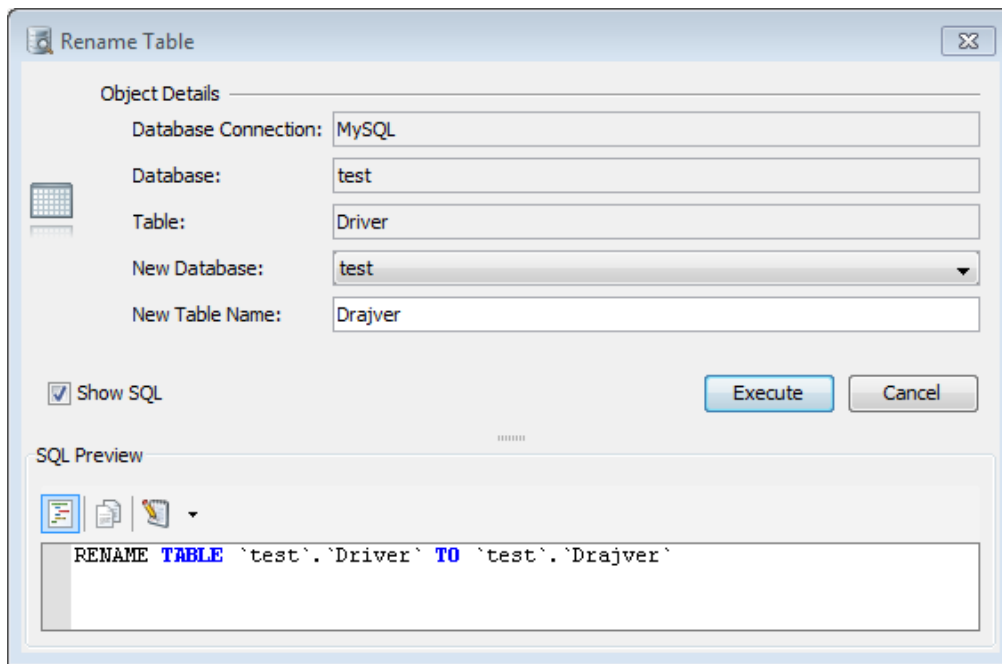 Rename Table
Object Details
Database Connection: MySQL
Database: test
Table: Driver
New Database: test
New Table Name: Drajver
Show SQL Execute Cancel
SQL Preview
RENAME TABLE `test`.`Driver` TO `test`.`Drajver`